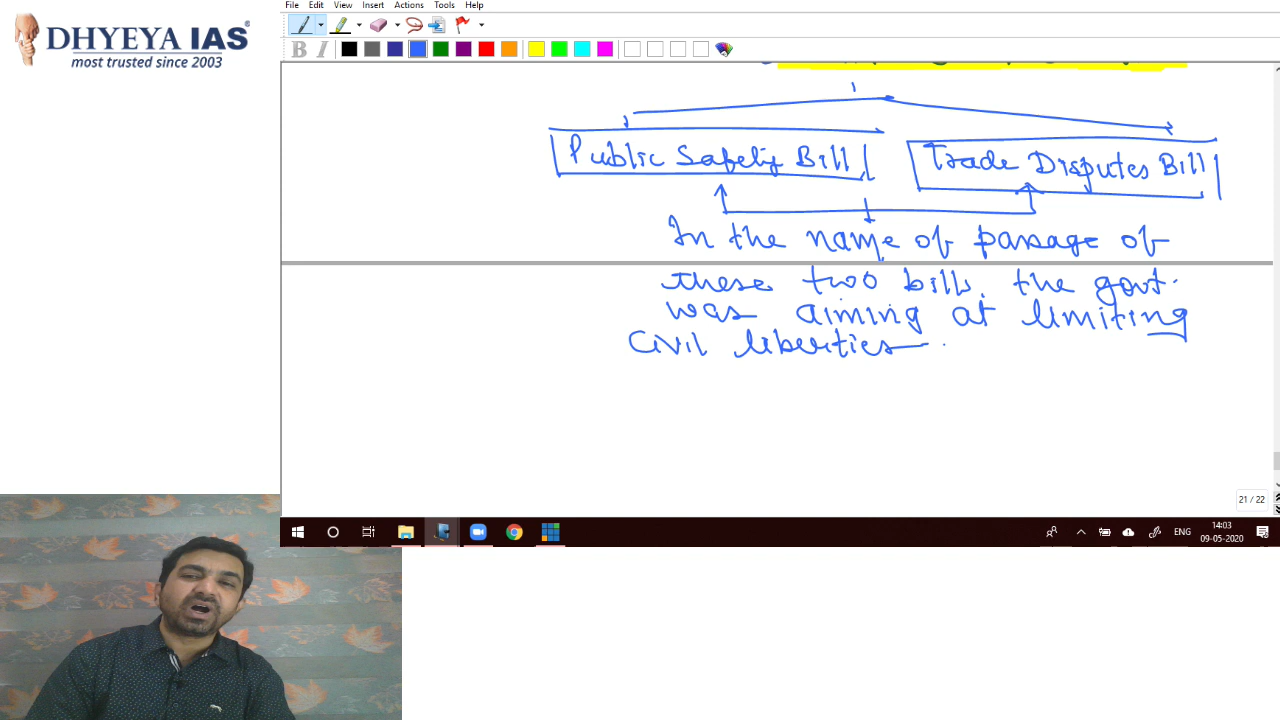 DHYEYA IAS®
most trusted since 2003
File Edit View Insert Actions Tools Help
B I
Public Safety Bill
Trade Disputes Bill
In the name of passage of
these two bills, the govt.
was aiming at limiting
Civil liberties.
21 / 22
ENG
14:03
09-05-2020